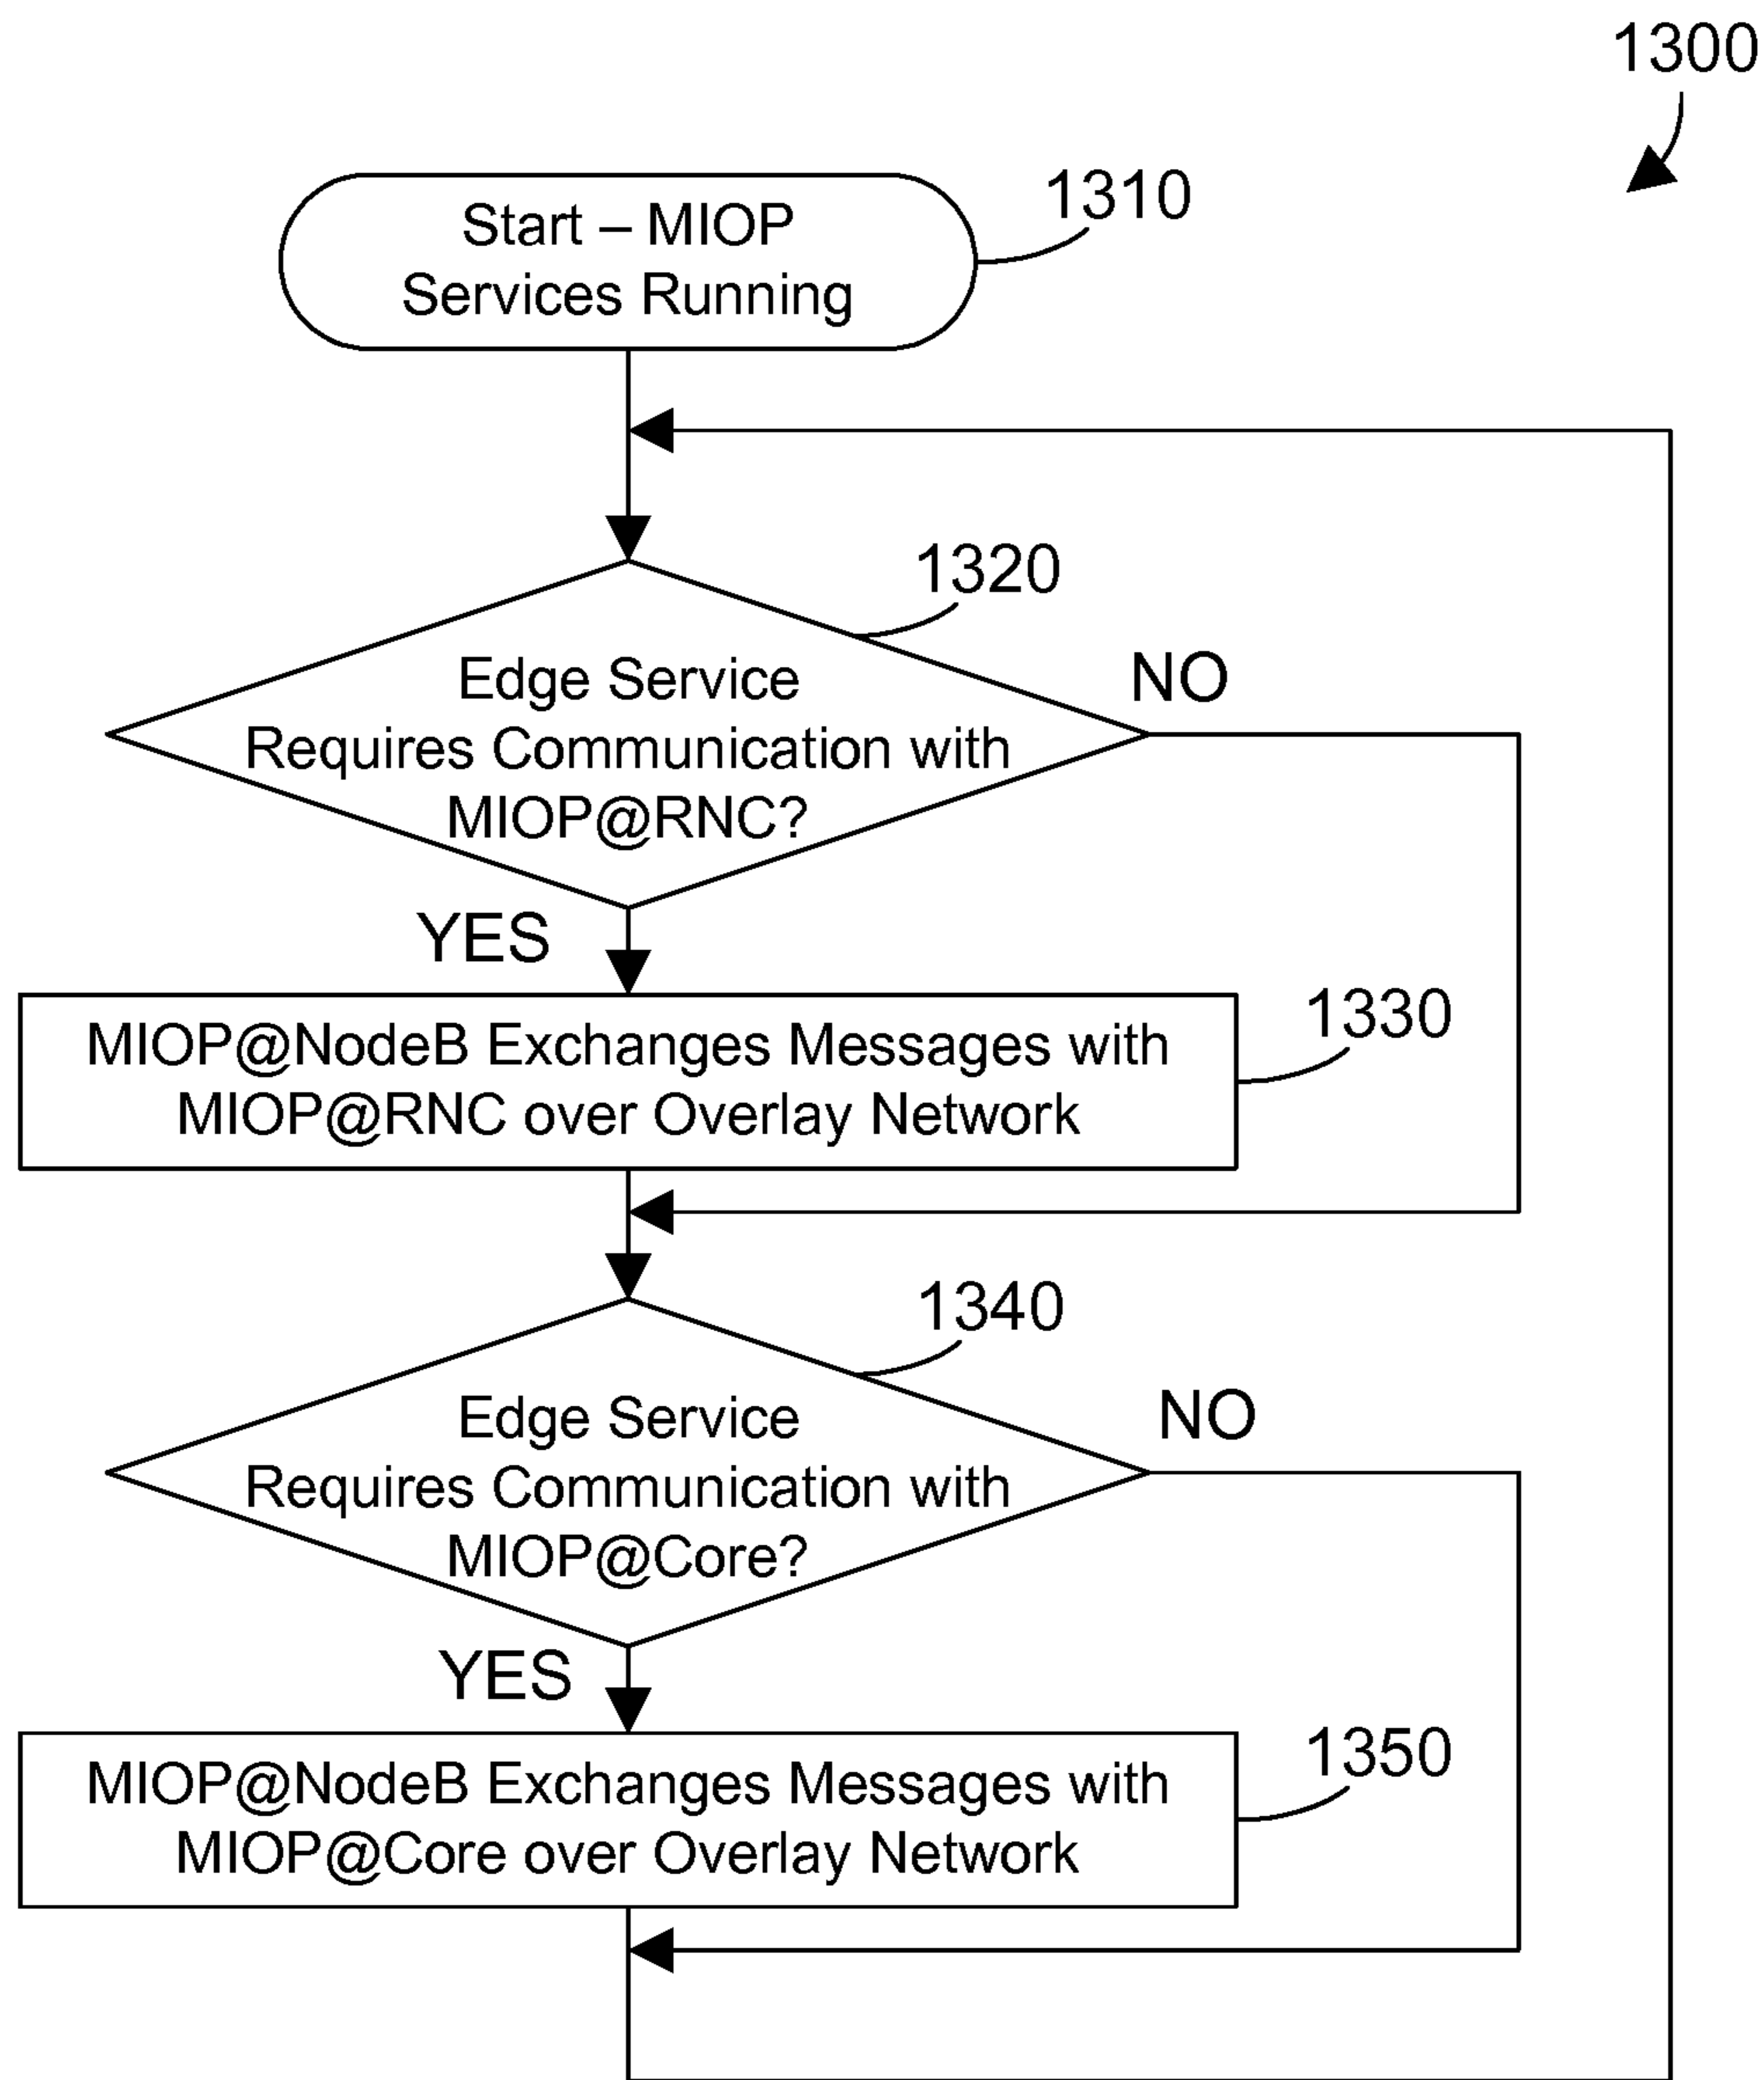 1300
Start – MIOP
Services Running
1310
1320
Edge Service
Requires Communication with
MIOP@RNC?
NO
YES
MIOP@NodeB Exchanges Messages with
MIOP@RNC over Overlay Network
1330
1340
Edge Service
Requires Communication with
MIOP@Core?
NO
YES
MIOP@NodeB Exchanges Messages with
MIOP@Core over Overlay Network
1350